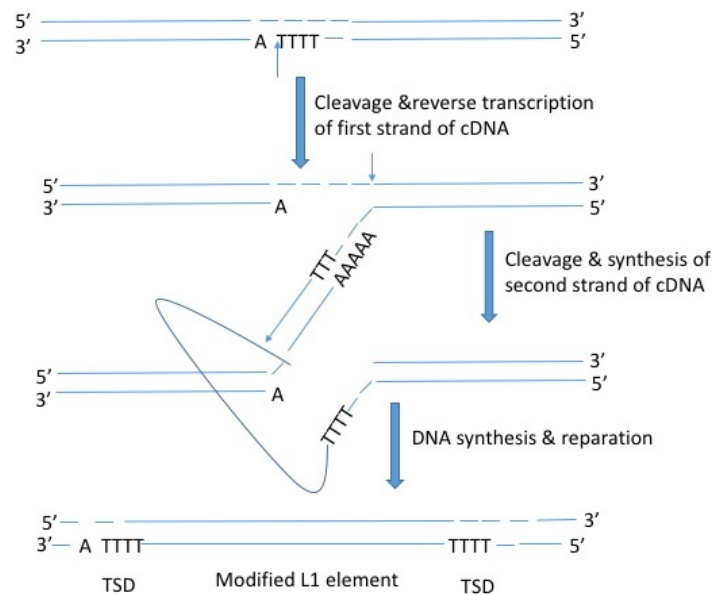 5’ 3’
3’ A TTTT 5’
Cleavage &reverse transcription
of first strand of cDNA
5’ 3’
3’ A 5’
TTT
AAAAA
Cleavage & synthesis of
second strand of cDNA
5’ 3’
3’ A 5’
TTTT
DNA synthesis & reparation
5’ 3’
3’ A TTTT TTTT 5’
TSD Modified L1 element TSD